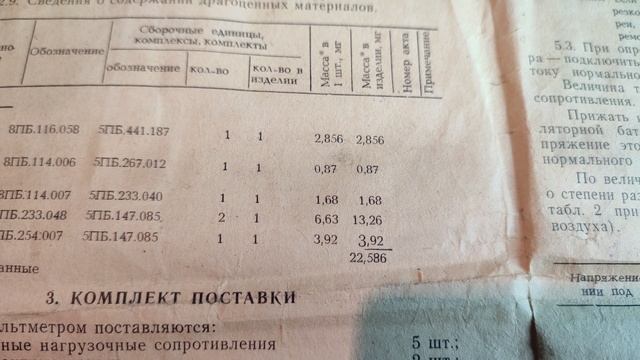 2.9. Сведения о содержании драгоценных материалов.
Обозначение
Сборочные единицы,
комплексы, комплекты
обозначение
кол-во
кол-во в
изделии
Масса* в
1 шт., мг
Масса* в
изделии, мг
Номер акта
Примечание
8ПБ.116.058 5ПБ.441.187 1 1 2,856 2,856
8ПБ.114.006 5ПБ.267.012 1 1 0,87 0,87
8ПБ.114.007 5ПБ.233.040 1 1 1,68 1,68
ПБ.233.048 5ПБ.147.085 2 1 6,63 13,26
ПБ.254.007 5ПБ.147.085 1 1 3,92 3,92
22,586
анные
3. КОМПЛЕКТ ПОСТАВКИ
льтметром поставляются:
ные нагрузочные сопротивления 5 шт.;
резко
рей,
ремо
5.3. При опр
ра — подключить
току нормальн
Величина т
сопротивления.
Прижать к
ляторной бат
пряжение это
нормального
По велич
о степени раз
табл. 2 при
воздуха).
Напряжение
нии под